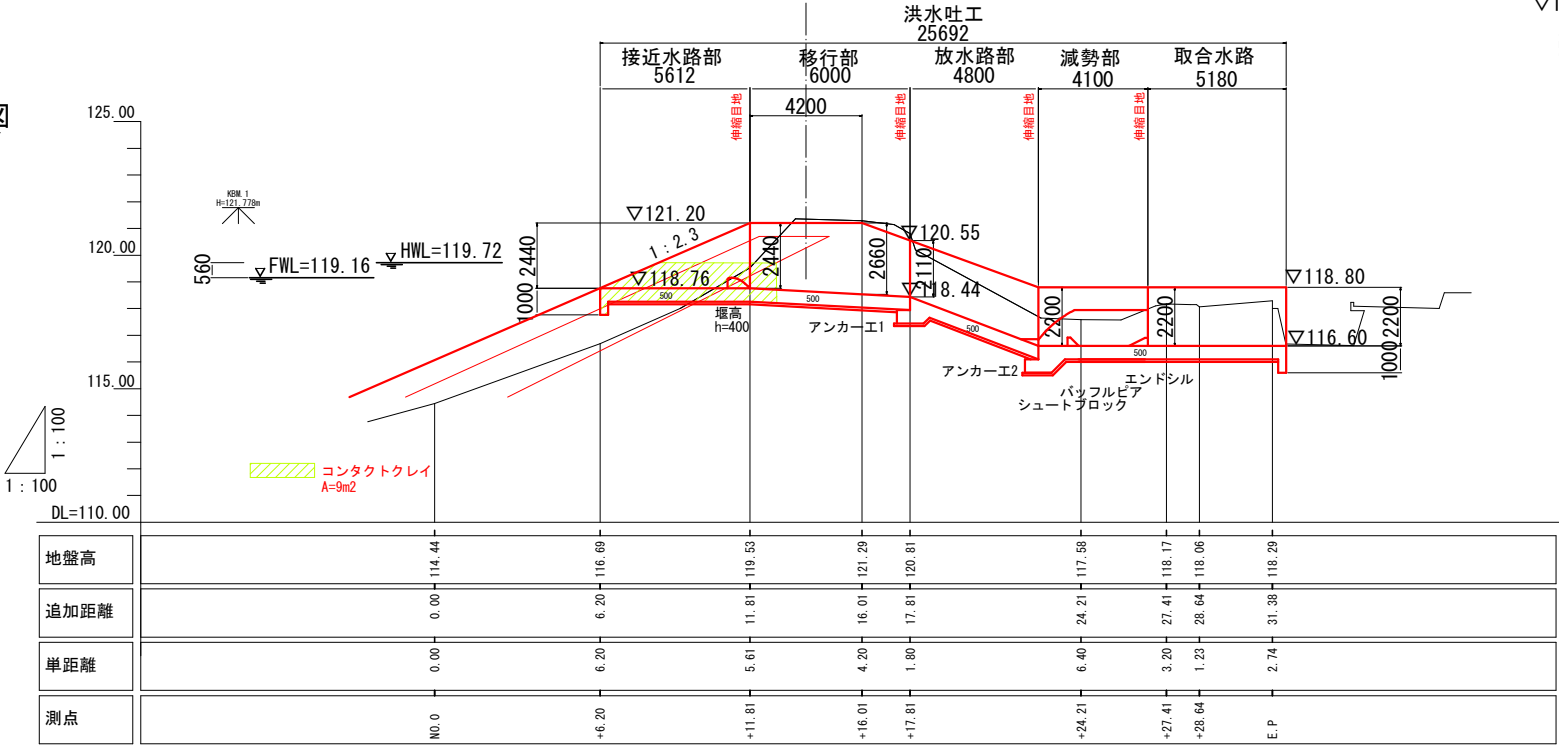 洪水吐工
25692
接近水路部 移行部 放水路部 減勢部 取合水路
5612 6000 4800 4100 5180
4200
伸縮目地 伸縮目地 伸縮目地 伸縮目地
図
125.00
120.00
115.00
DL=110.00
KBM.1
H=121.778m
560
FWL=119.16
HWL=119.72
▽121.20
1:2.3
2440
1000
2440
▽118.76
500
堰高
h=400
500
2660
▽120.55
2110
▽118.44
アンカー工1
500
アンカー工2
2200
2200
500
エンドシル
バッフルピア
シュートブロック
▽118.80
▽116.60
2200
1000
1:100
1:100
コンタクトクレイ
A=9m2
地盤高 114.44 116.69 119.53 121.29 120.81 117.58 118.17 118.06 118.29
追加距離 0.00 6.20 11.81 16.01 17.81 24.21 27.41 28.64 31.38
単距離 0.00 6.20 5.61 4.20 1.80 6.40 3.20 1.23 2.74
測点 NO.0 +6.20 +11.81 +16.01 +17.81 +24.21 +27.41 +28.64 E.P